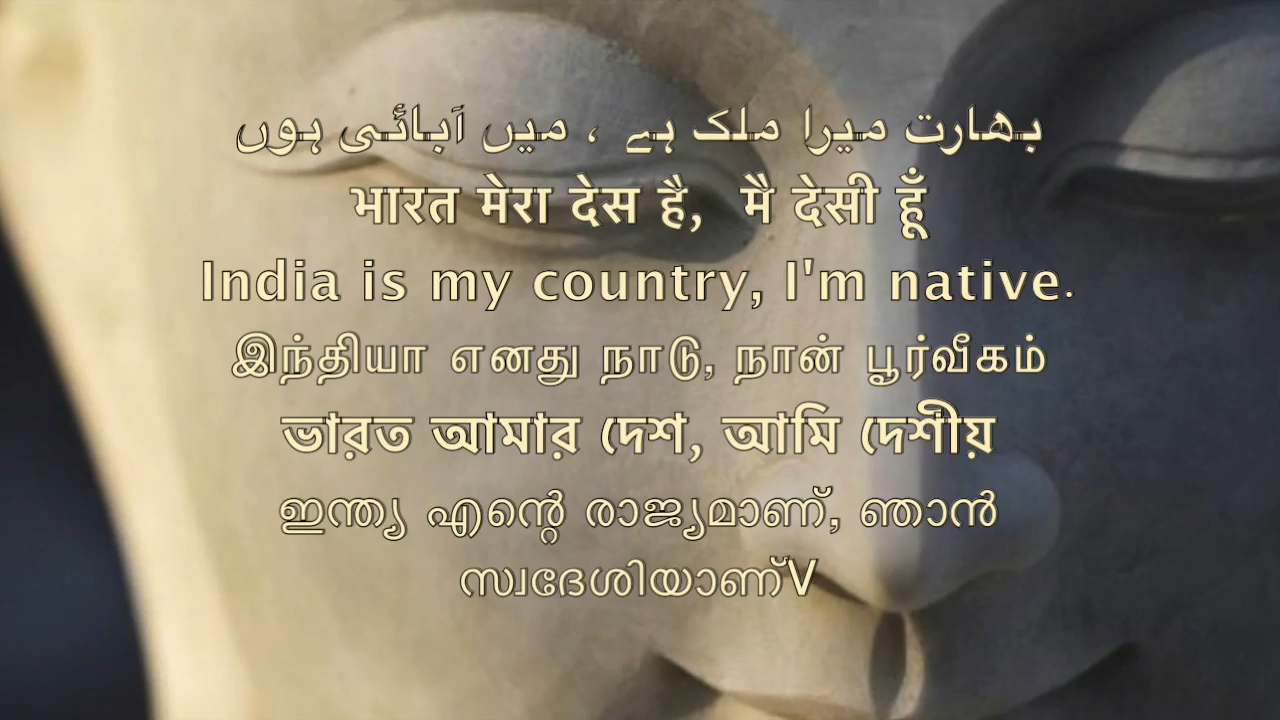 بھارت میرا ملک ہے ، میں آبائی ہوں
भारत मेरा देस है, मै देसी हूँ
India is my country, I'm native.
இந்தியா எனது நாடு, நான் பூர்வீகம்
ভারত আমার দেশ, আমি দেশীয়
ഇന്ത്യ എന്റെ രാജ്യമാണ്, ഞാൻ
സ്വദേശിയാണ്V